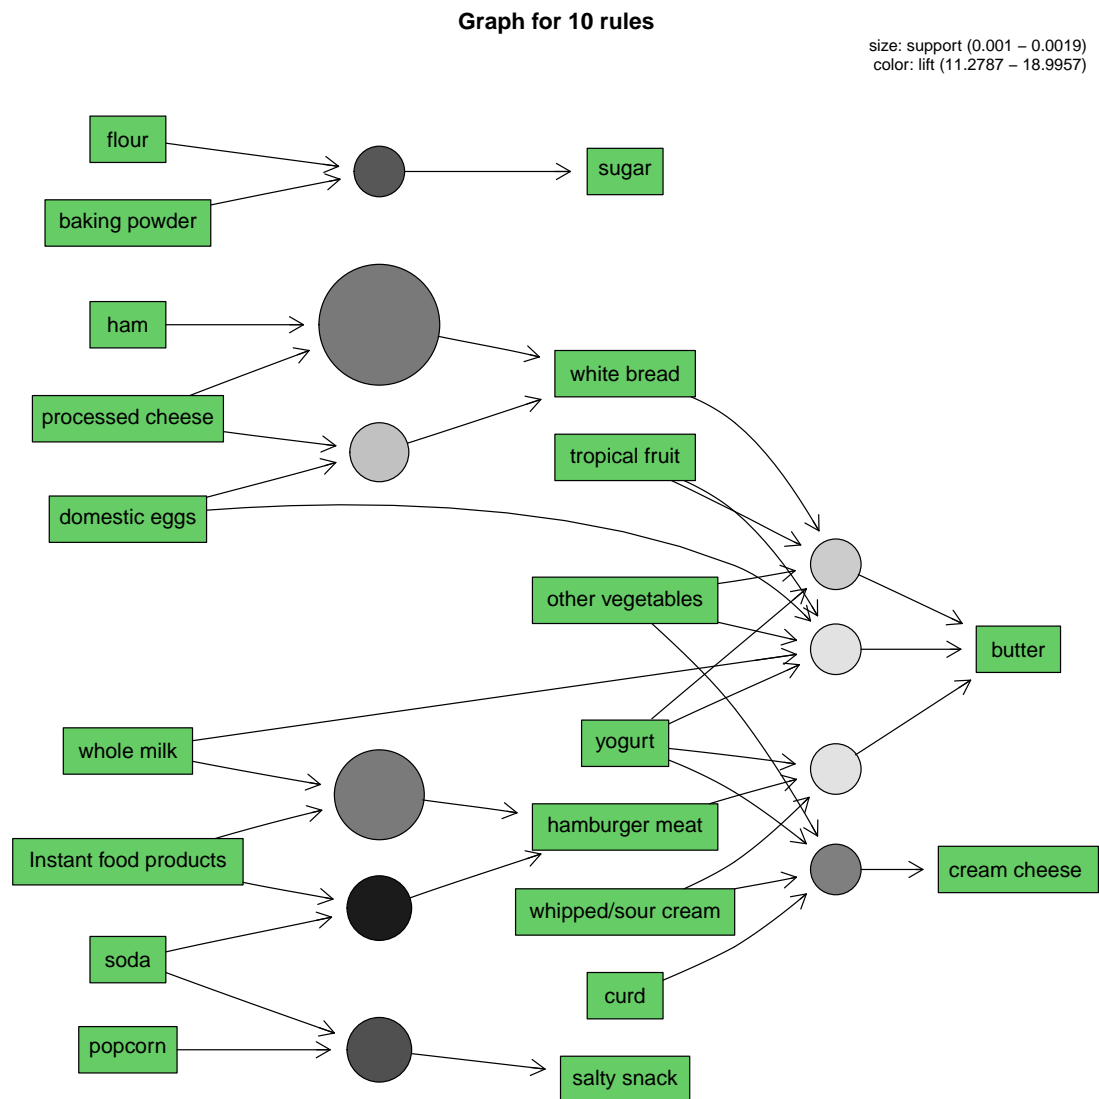 Graph for 10 rules
size: support (0.001 − 0.0019)
color: lift (11.2787 − 18.9957)
flour
sugar
baking powder
ham
white bread
processed cheese
tropical fruit
domestic eggs
other vegetables
butter
yogurt
whole milk
hamburger meat
Instant food products
cream cheese
whipped/sour cream
soda
curd
popcorn
salty snack